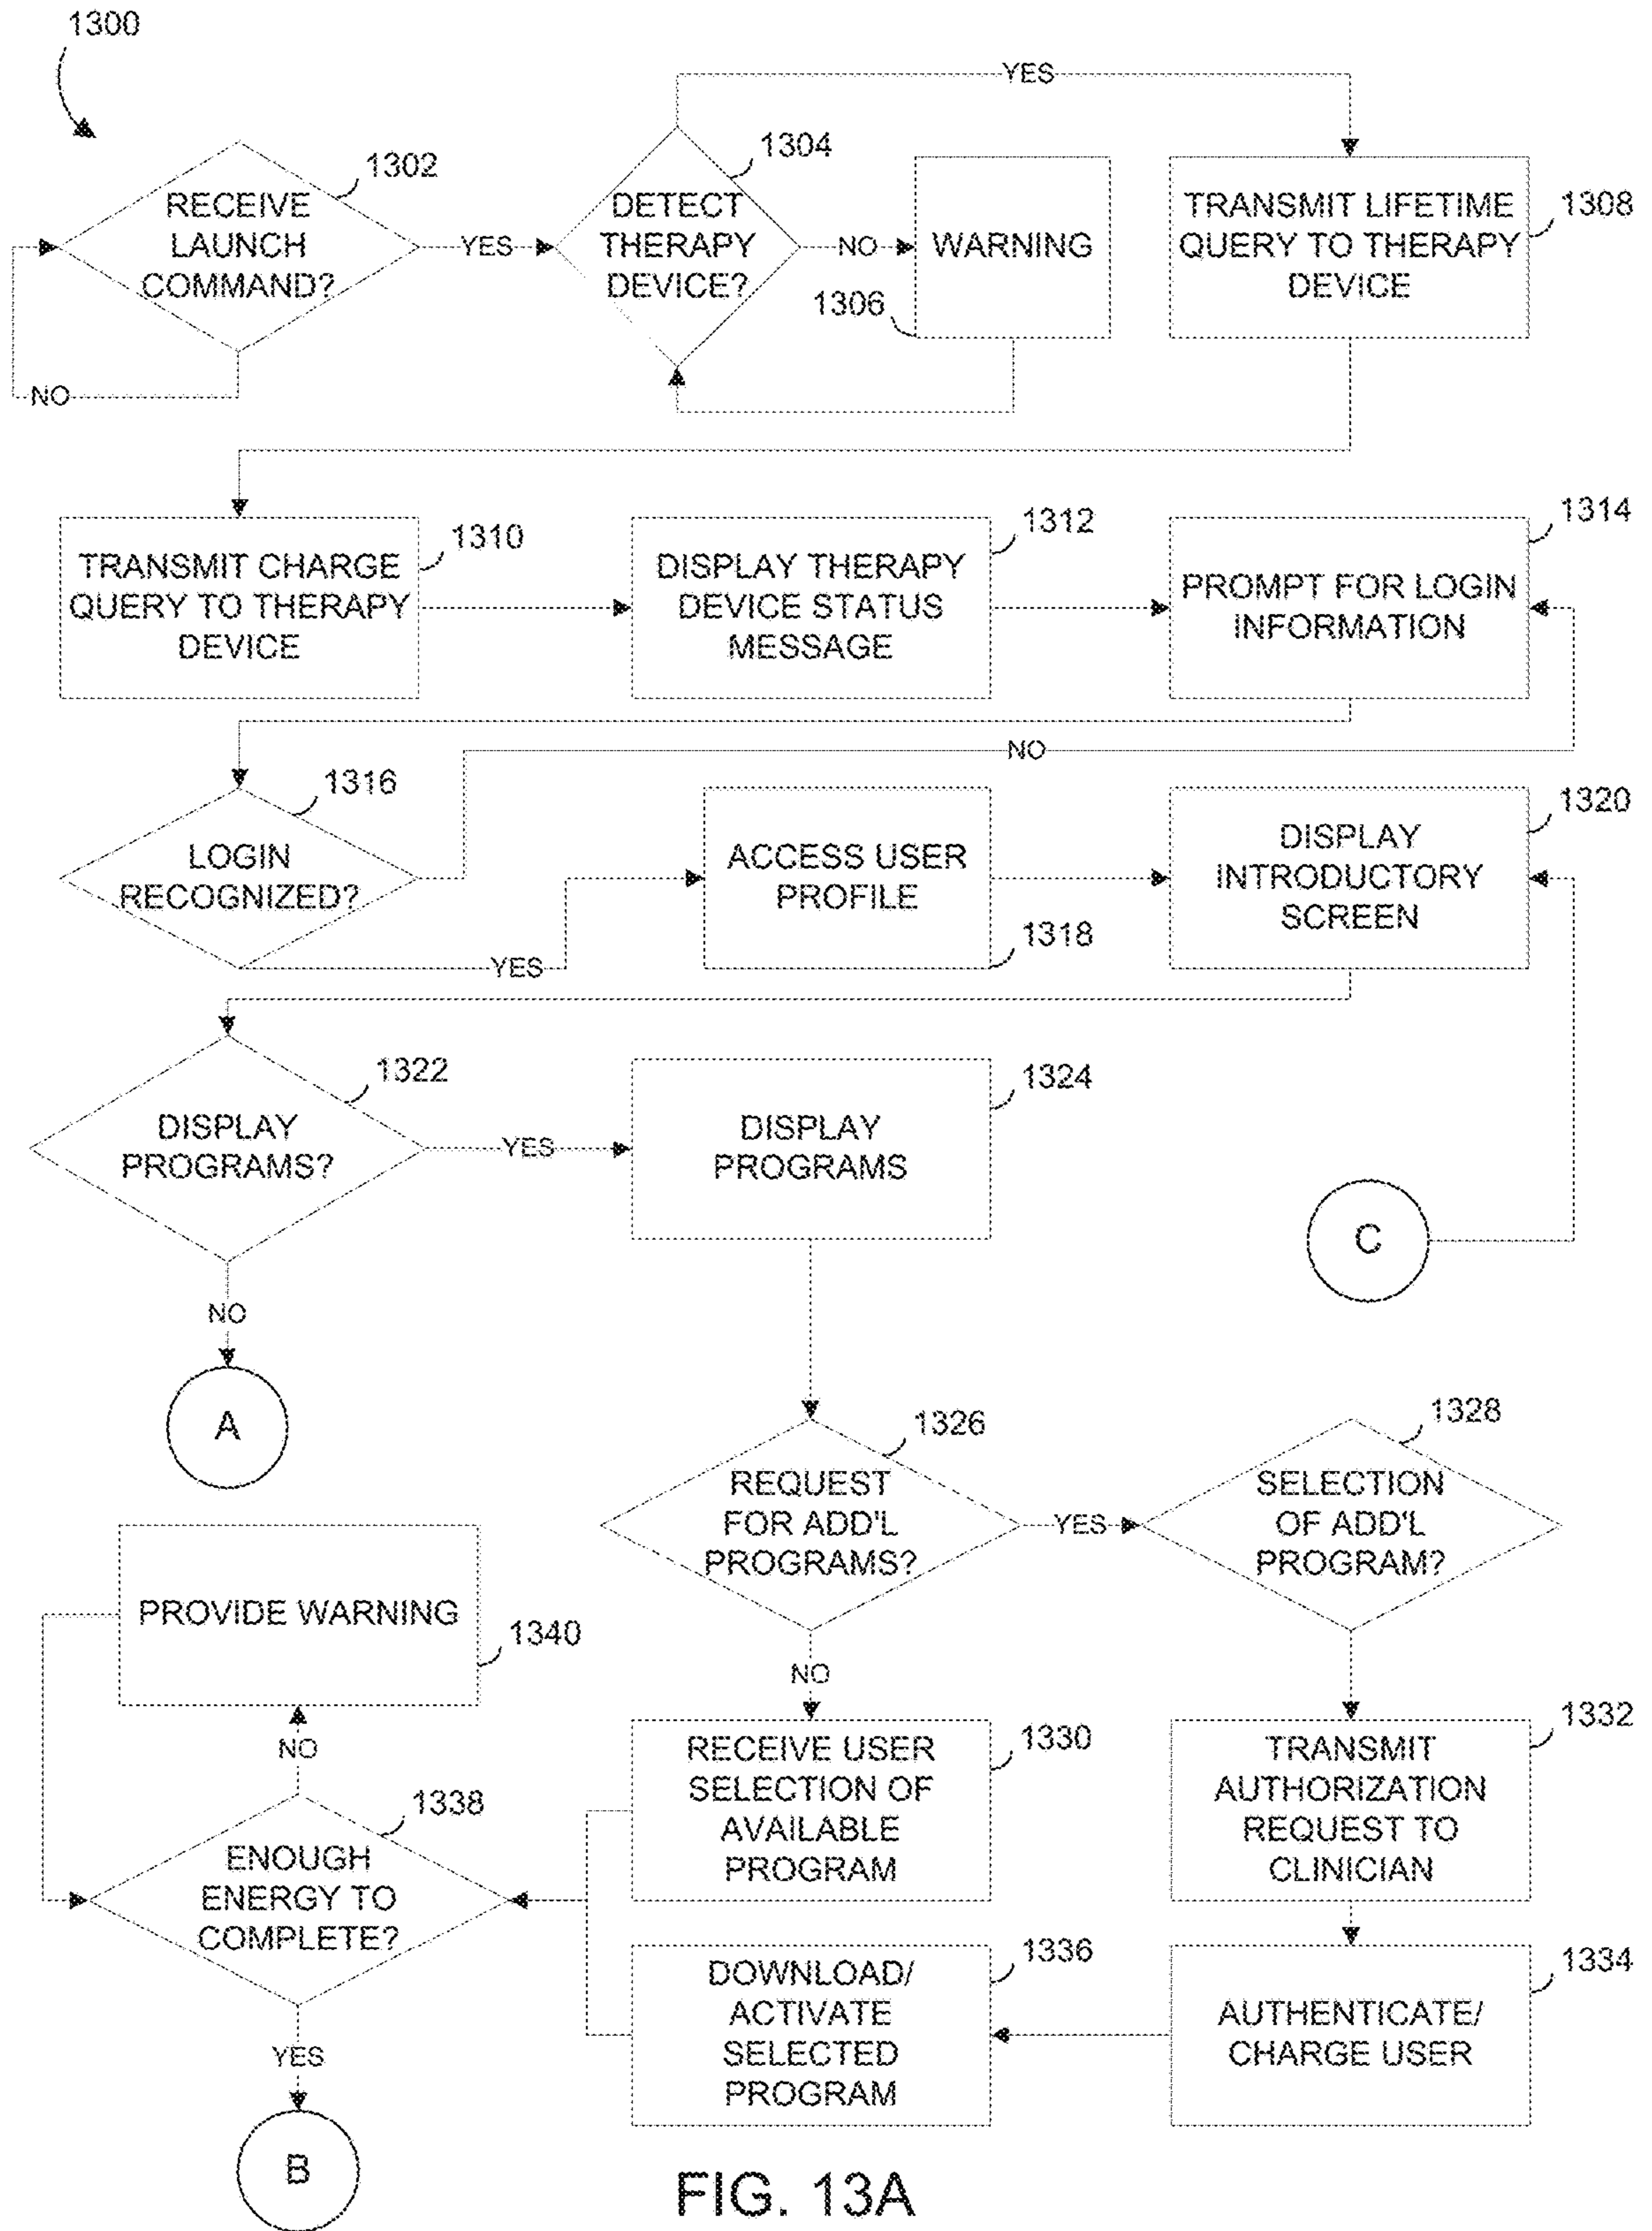 1300
YES
1302
RECEIVE
LAUNCH
COMMAND?
YES
NO
1304
DETECT
THERAPY
DEVICE?
NO
WARNING
1306
TRANSMIT LIFETIME
QUERY TO THERAPY
DEVICE
1308
1310
TRANSMIT CHARGE
QUERY TO THERAPY
DEVICE
1312
DISPLAY THERAPY
DEVICE STATUS
MESSAGE
1314
PROMPT FOR LOGIN
INFORMATION
NO
1316
LOGIN
RECOGNIZED?
YES
ACCESS USER
PROFILE
1318
1320
DISPLAY
INTRODUCTORY
SCREEN
1322
DISPLAY
PROGRAMS?
YES
1324
DISPLAY
PROGRAMS
C
NO
A
1326
REQUEST
FOR ADD'L
PROGRAMS?
YES
1328
SELECTION
OF ADD'L
PROGRAM?
PROVIDE WARNING
1340
NO
NO
1330
RECEIVE USER
SELECTION OF
AVAILABLE
PROGRAM
1332
TRANSMIT
AUTHORIZATION
REQUEST TO
CLINICIAN
1338
ENOUGH
ENERGY TO
COMPLETE?
1336
DOWNLOAD/
ACTIVATE
SELECTED
PROGRAM
1334
AUTHENTICATE/
CHARGE USER
YES
B
FIG. 13A